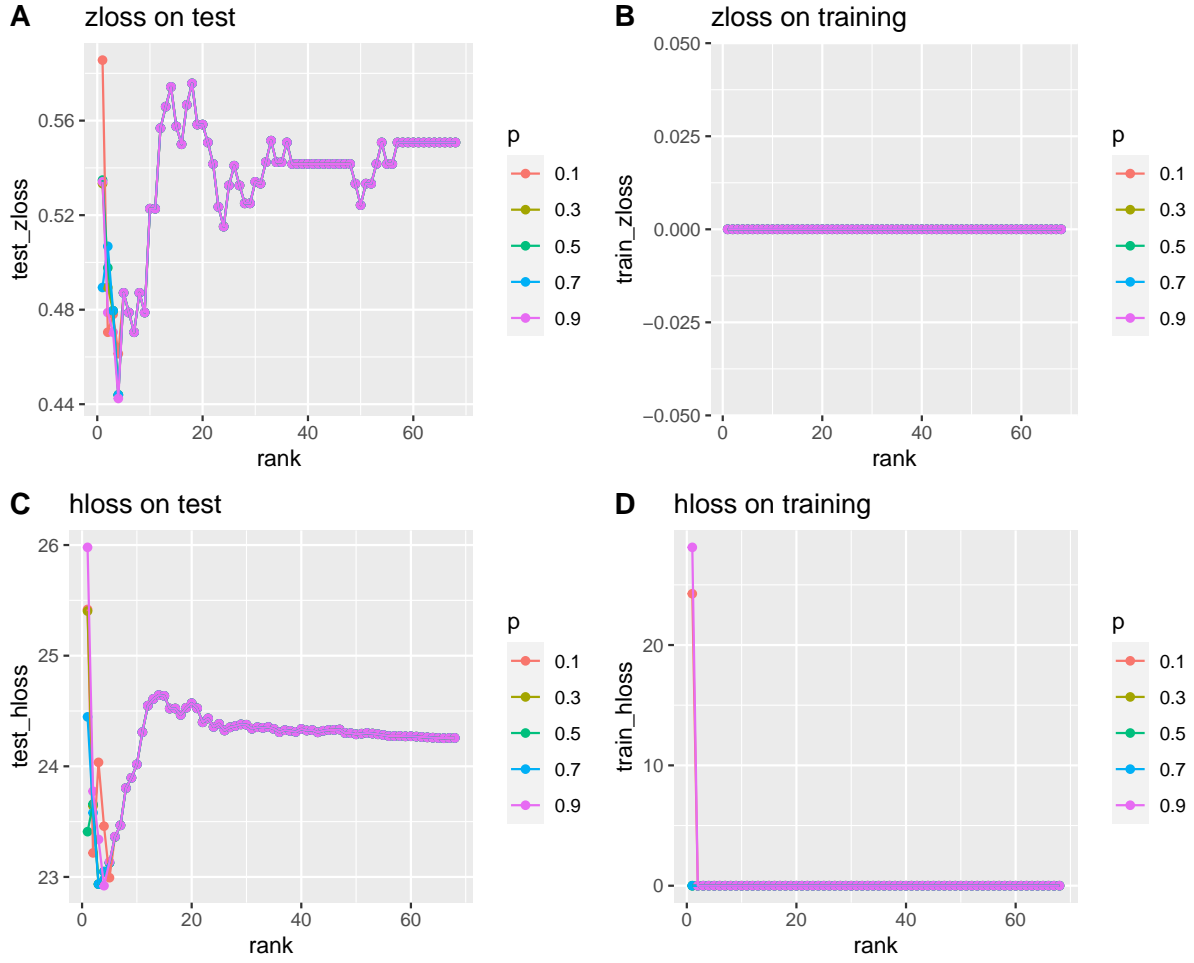 A zloss on test
0.56
0.52
0.48
0.44
test_zloss
0 20 40 60
rank
p
0.1
0.3
0.5
0.7
0.9
B zloss on training
0.050
0.025
0.000
−0.025
−0.050
train_zloss
20 40 60
0
rank
p
0.1
0.3
0.5
0.7
0.9
C hloss on test
26
25
24
23
test_hloss
0 20 40 60
rank
p
0.1
0.3
0.5
0.7
0.9
D hloss on training
20
10
0
train_hloss
0 20 40 60
rank
p
0.1
0.3
0.5
0.7
0.9